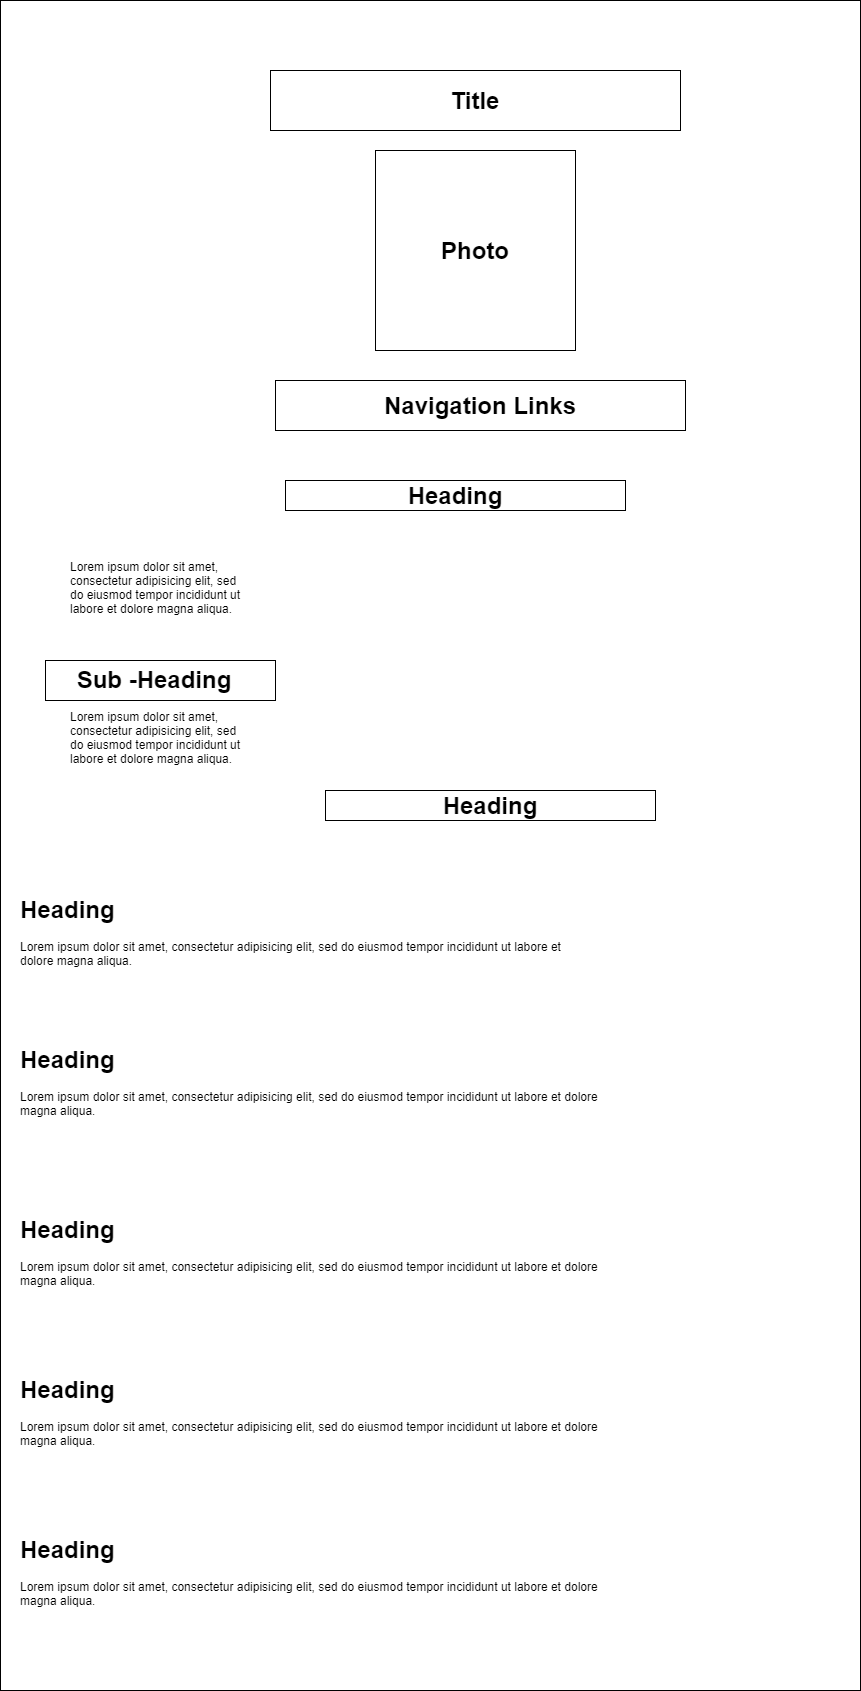 Title
Photo
Navigation Links
Heading
Lorem ipsum dolor sit amet,
consectetur adipisicing elit, sed
do eiusmod tempor incididunt ut
labore et dolore magna aliqua.
Sub -Heading
Lorem ipsum dolor sit amet,
consectetur adipisicing elit, sed
do eiusmod tempor incididunt ut
labore et dolore magna aliqua.
Heading
Heading
Lorem ipsum dolor sit amet, consectetur adipisicing elit, sed do eiusmod tempor incididunt ut labore et
dolore magna aliqua.
Heading
Lorem ipsum dolor sit amet, consectetur adipisicing elit, sed do eiusmod tempor incididunt ut labore et dolore
magna aliqua.
Heading
Lorem ipsum dolor sit amet, consectetur adipisicing elit, sed do eiusmod tempor incididunt ut labore et dolore
magna aliqua.
Heading
Lorem ipsum dolor sit amet, consectetur adipisicing elit, sed do eiusmod tempor incididunt ut labore et dolore
magna aliqua.
Heading
Lorem ipsum dolor sit amet, consectetur adipisicing elit, sed do eiusmod tempor incididunt ut labore et dolore
magna aliqua.